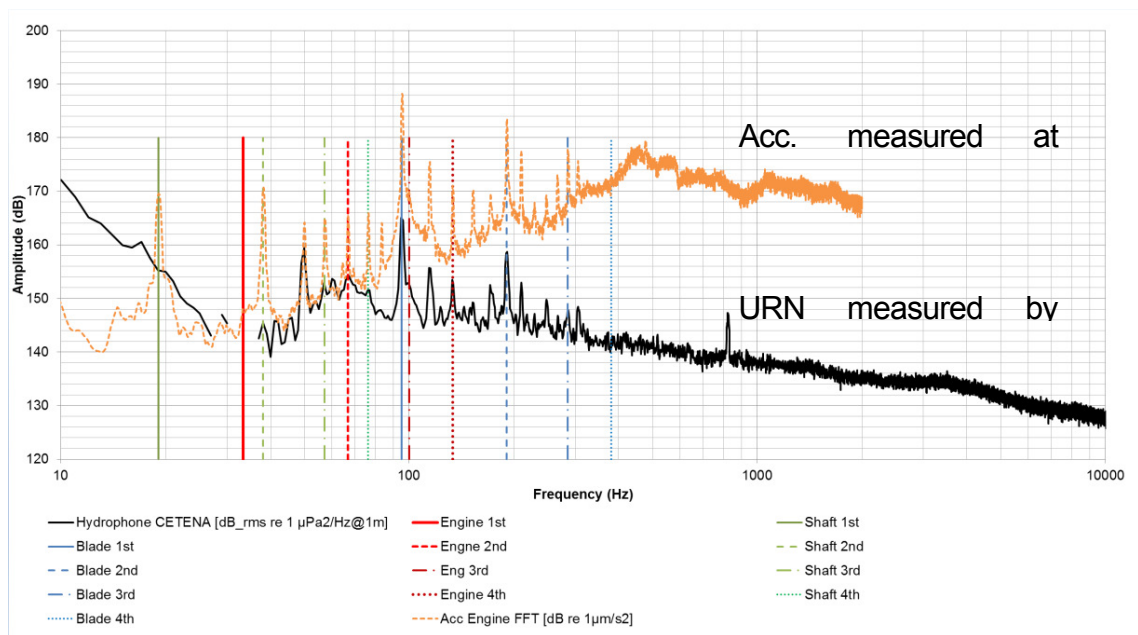 200
190
180
170
160
150
140
130
120
Amplitude (dB)
Acc. measured at
URN measured by
10 100 1000 10000
Frequency (Hz)
Hydrophone CETENA [dB_rms re 1 µPa2/Hz@1m]
Engine 1st
Shaft 1st
Blade 1st
Engne 2nd
Shaft 2nd
Blade 2nd
Eng 3rd
Shaft 3rd
Blade 3rd
Engine 4th
Shaft 4th
Blade 4th
Acc Engine FFT [dB re 1µm/s2]